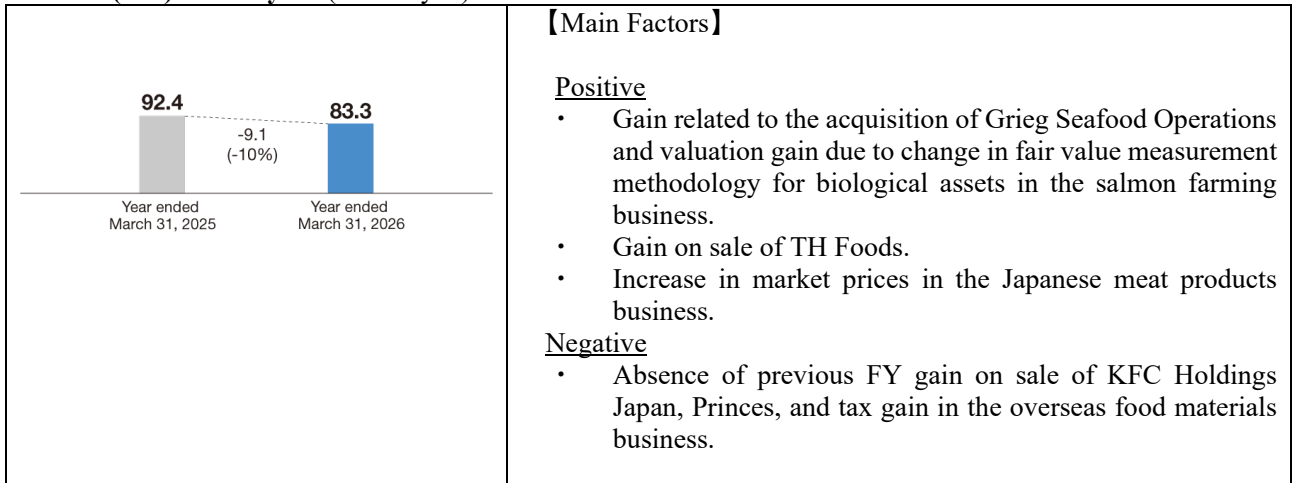 92.4
83.3
-9.1
(-10%)
Year ended
March 31, 2025
Year ended
March 31, 2026
【Main Factors】
Positive
・ Gain related to the acquisition of Grieg Seafood Operations
and valuation gain due to change in fair value measurement
methodology for biological assets in the salmon farming
business.
・ Gain on sale of TH Foods.
・ Increase in market prices in the Japanese meat products
business.
Negative
・ Absence of previous FY gain on sale of KFC Holdings
Japan, Princes, and tax gain in the overseas food materials
business.